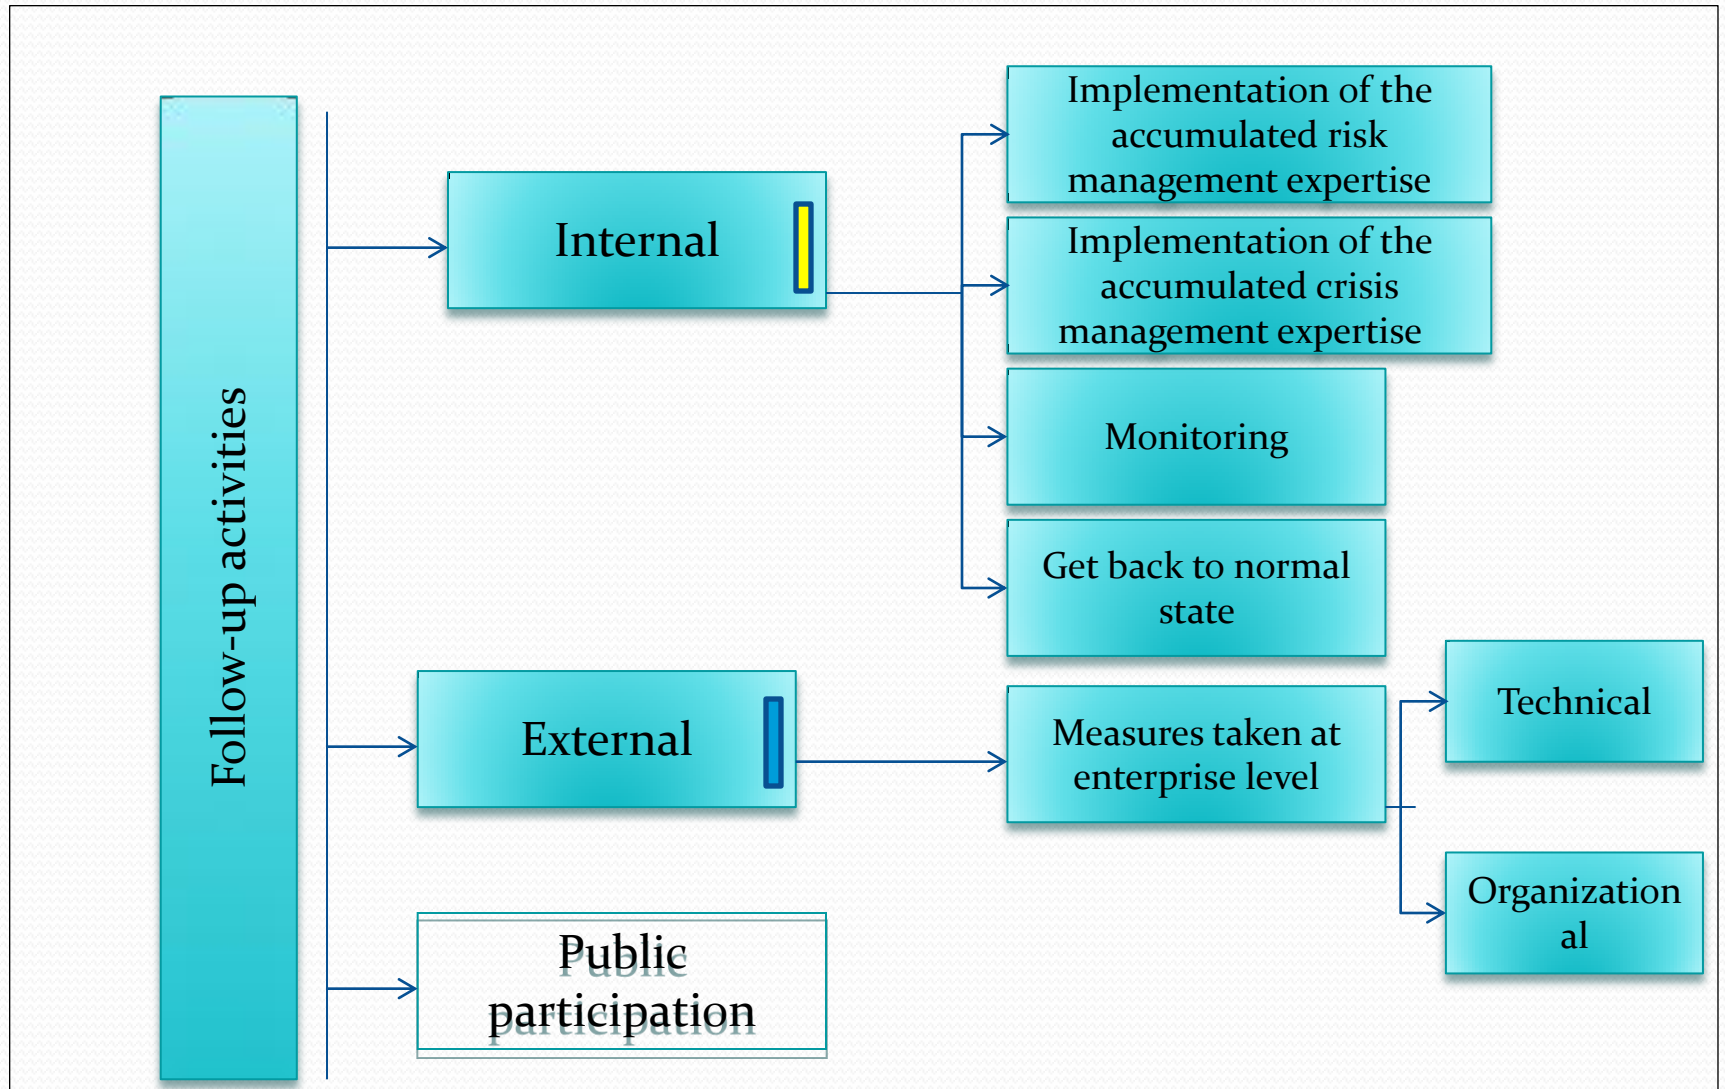 Follow-up activities
Internal
Implementation of the
accumulated risk
management expertise
Implementation of the
accumulated crisis
management expertise
Monitoring
Get back to normal
state
External
Measures taken at
enterprise level
Technical
Organization
al
Public
participation